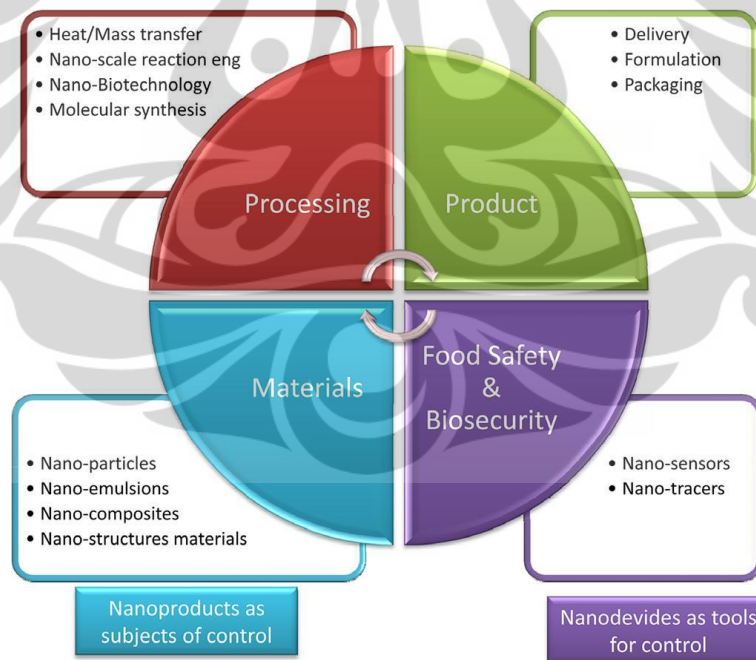 • Heat/Mass transfer
• Nano-scale reaction eng
• Nano-Biotechnology
• Molecular synthesis
• Delivery
• Formulation
• Packaging
Processing
Product
Materials
Food Safety
&
Biosecurity
• Nano-particles
• Nano-emulsions
• Nano-composites
• Nano-structures materials
• Nano-sensors
• Nano-tracers
Nanoproducts as
subjects of control
Nanodevides as tools
for control